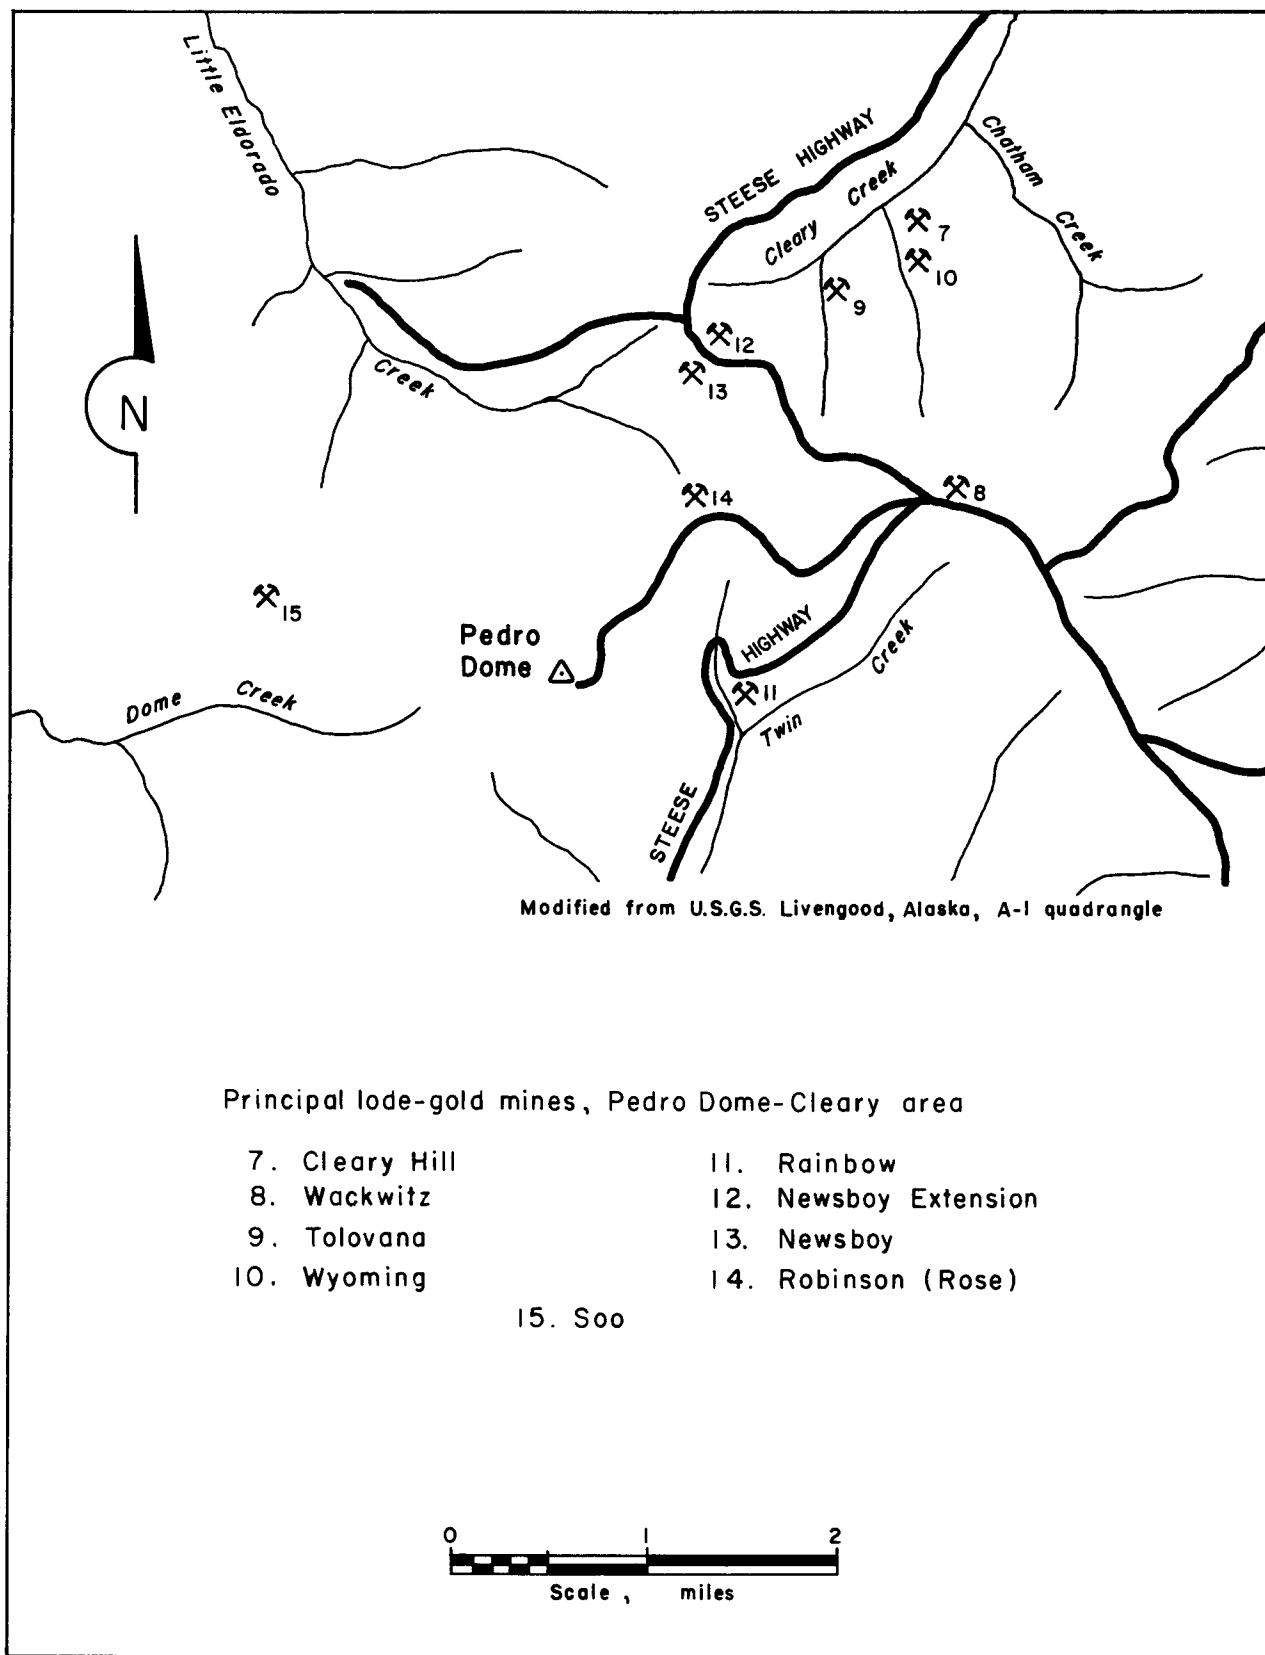 Little Eldorado
STEESE HIGHWAY
Chatham
Creek
Cleary Creek
7
10
9
12
13
Creek
N
14
8
15
Pedro
Dome
HIGHWAY
Creek
11
Twin
Dome Creek
STEESE
Modified from U.S.G.S. Livengood, Alaska, A-1 quadrangle
Principal lode-gold mines, Pedro Dome-Cleary area
7. Cleary Hill
8. Wackwitz
9. Tolovana
10. Wyoming
11. Rainbow
12. Newsboy Extension
13. Newsboy
14. Robinson (Rose)
15. Soo
0 1 2
Scale, miles